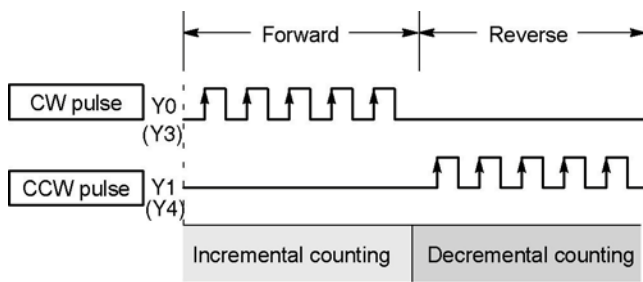 Forward Reverse
CW pulse Y0
(Y3)
CCW pulse Y1
(Y4)
Incremental counting Decremental counting